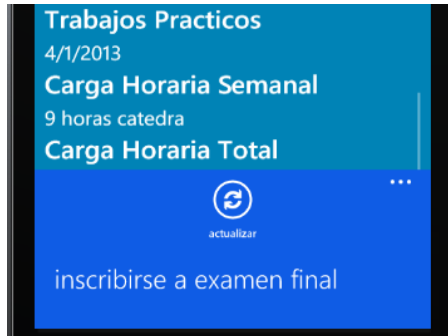 Trabajos Practicos
4/1/2013
Carga Horaria Semanal
9 horas catedra
Carga Horaria Total
actualizar
inscribirse a examen final